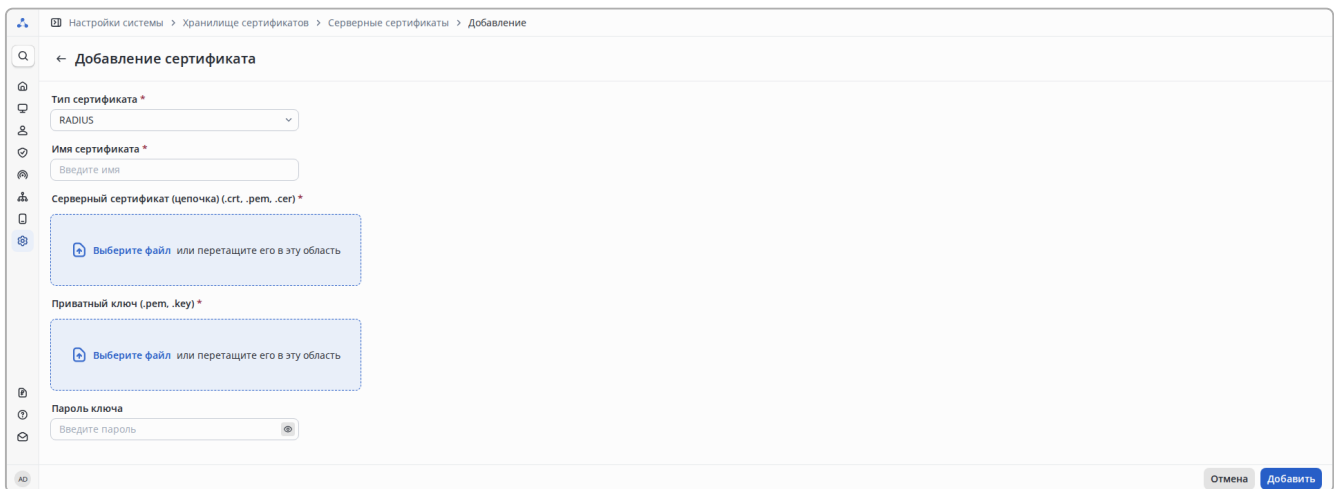 Настройки системы > Хранилище сертификатов > Серверные сертификаты > Добавление
← Добавление сертификата
Тип сертификата *
RADIUS
Имя сертификата *
Введите имя
Серверный сертификат (цепочка) (.crt, .pem, .cer) *
Выберите файл или перетащите его в эту область
Приватный ключ (.pem, .key) *
Выберите файл или перетащите его в эту область
Пароль ключа
Введите пароль
AD
Отмена
Добавить